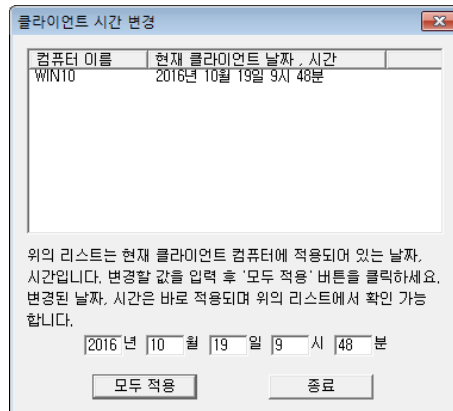 클라이언트 시간 변경
컴퓨터 이름 현재 클라이언트 날짜 , 시간
WIN10 2016년 10월 19일 9시 48분
위의 리스트는 현재 클라이언트 컴퓨터에 적용되어 있는 날짜,
시간입니다. 변경할 값을 입력 후 '모두 적용' 버튼을 클릭하세요.
변경된 날짜, 시간은 바로 적용되며 위의 리스트에서 확인 가능
합니다.
2016 년 10 월 19 일 9 시 48 분
모두 적용 종료